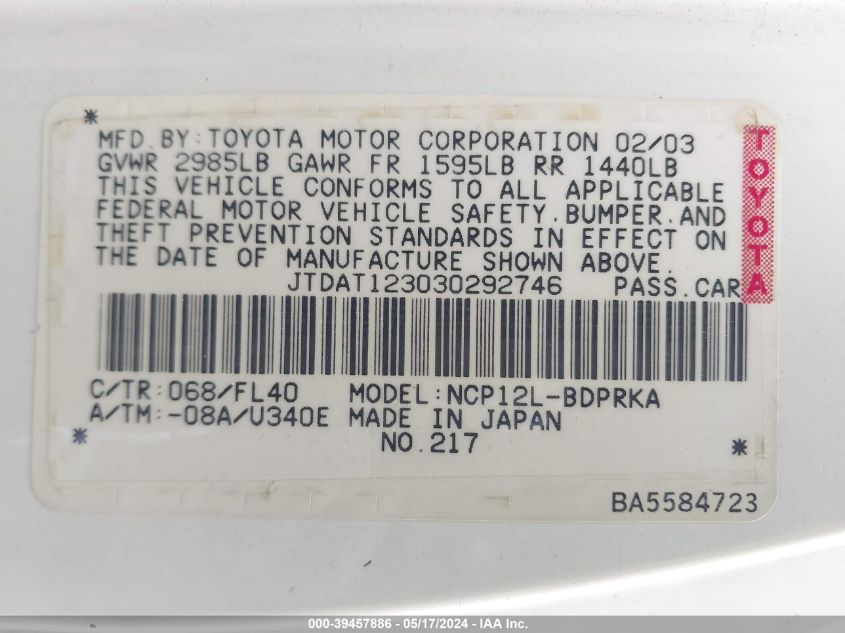 *
MFD.BY:TOYOTA MOTOR CORPORATION 02/03
GVWR 2985LB GAWR FR 1595LB RR 1440LB
THIS VEHICLE CONFORMS TO ALL APPLICABLE
FEDERAL MOTOR VEHICLE SAFETY.BUMPER.AND
THEFT PREVENTION STANDARDS IN EFFECT ON
THE DATE OF MANUFACTURE SHOWN ABOVE.
JTDAT123030292746 PASS.CAR
TOYOTA
C/TR:068/FL40 MODEL:NCP12L-BDPRKA
A/TM:-08A/U340E MADE IN JAPAN
* NO.217 *
BA5584723
000-39457886 - 05/17/2024 - IAA Inc.